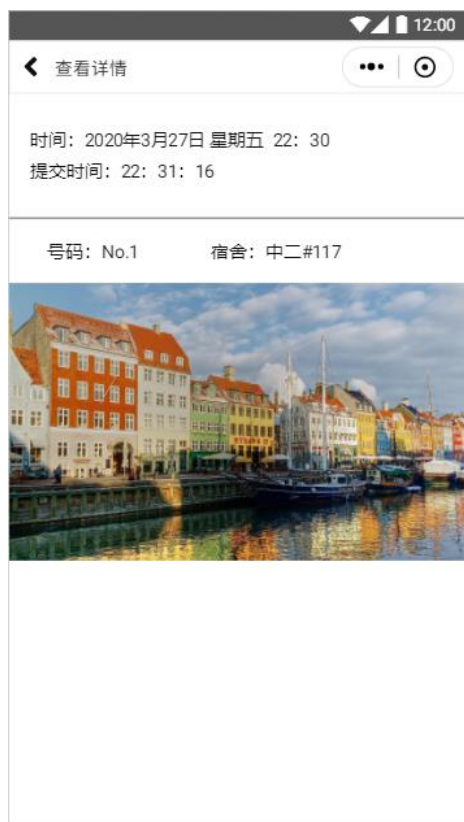 12:00
查看详情
时间：2020年3月27日 星期五 22：30
提交时间：22：31：16
号码：No.1 宿舍：中二#117